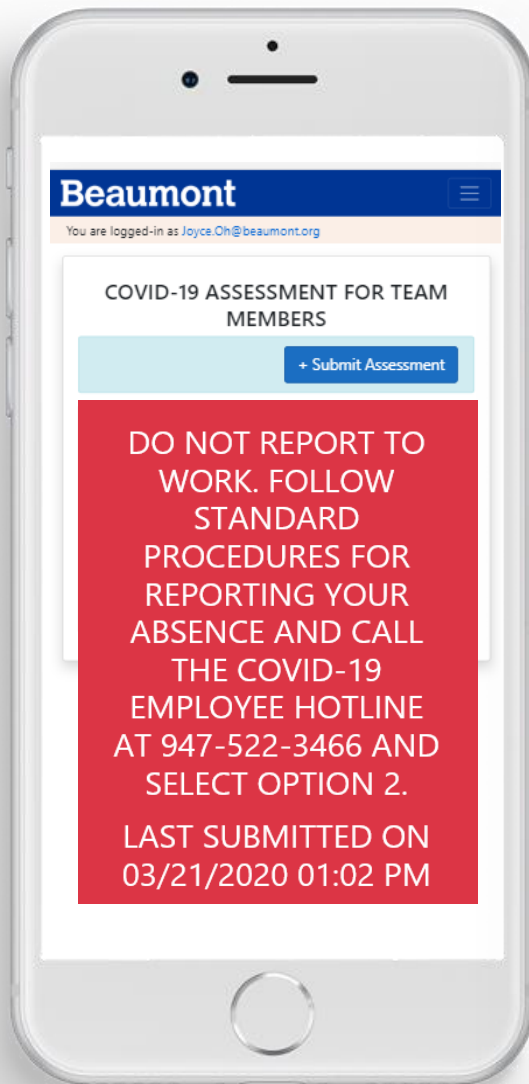 Beaumont
You are logged-in as Joyce.Oh@beaumont.org
COVID-19 ASSESSMENT FOR TEAM
MEMBERS
+ Submit Assessment
DO NOT REPORT TO
WORK. FOLLOW
STANDARD
PROCEDURES FOR
REPORTING YOUR
ABSENCE AND CALL
THE COVID-19
EMPLOYEE HOTLINE
AT 947-522-3466 AND
SELECT OPTION 2.
LAST SUBMITTED ON
03/21/2020 01:02 PM